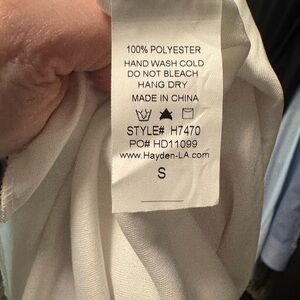 100% POLYESTER
HAND WASH COLD
DO NOT BLEACH
HANG DRY
MADE IN CHINA
STYLE# H7470
PO# HD11099
www.Hayden-LA.com
S